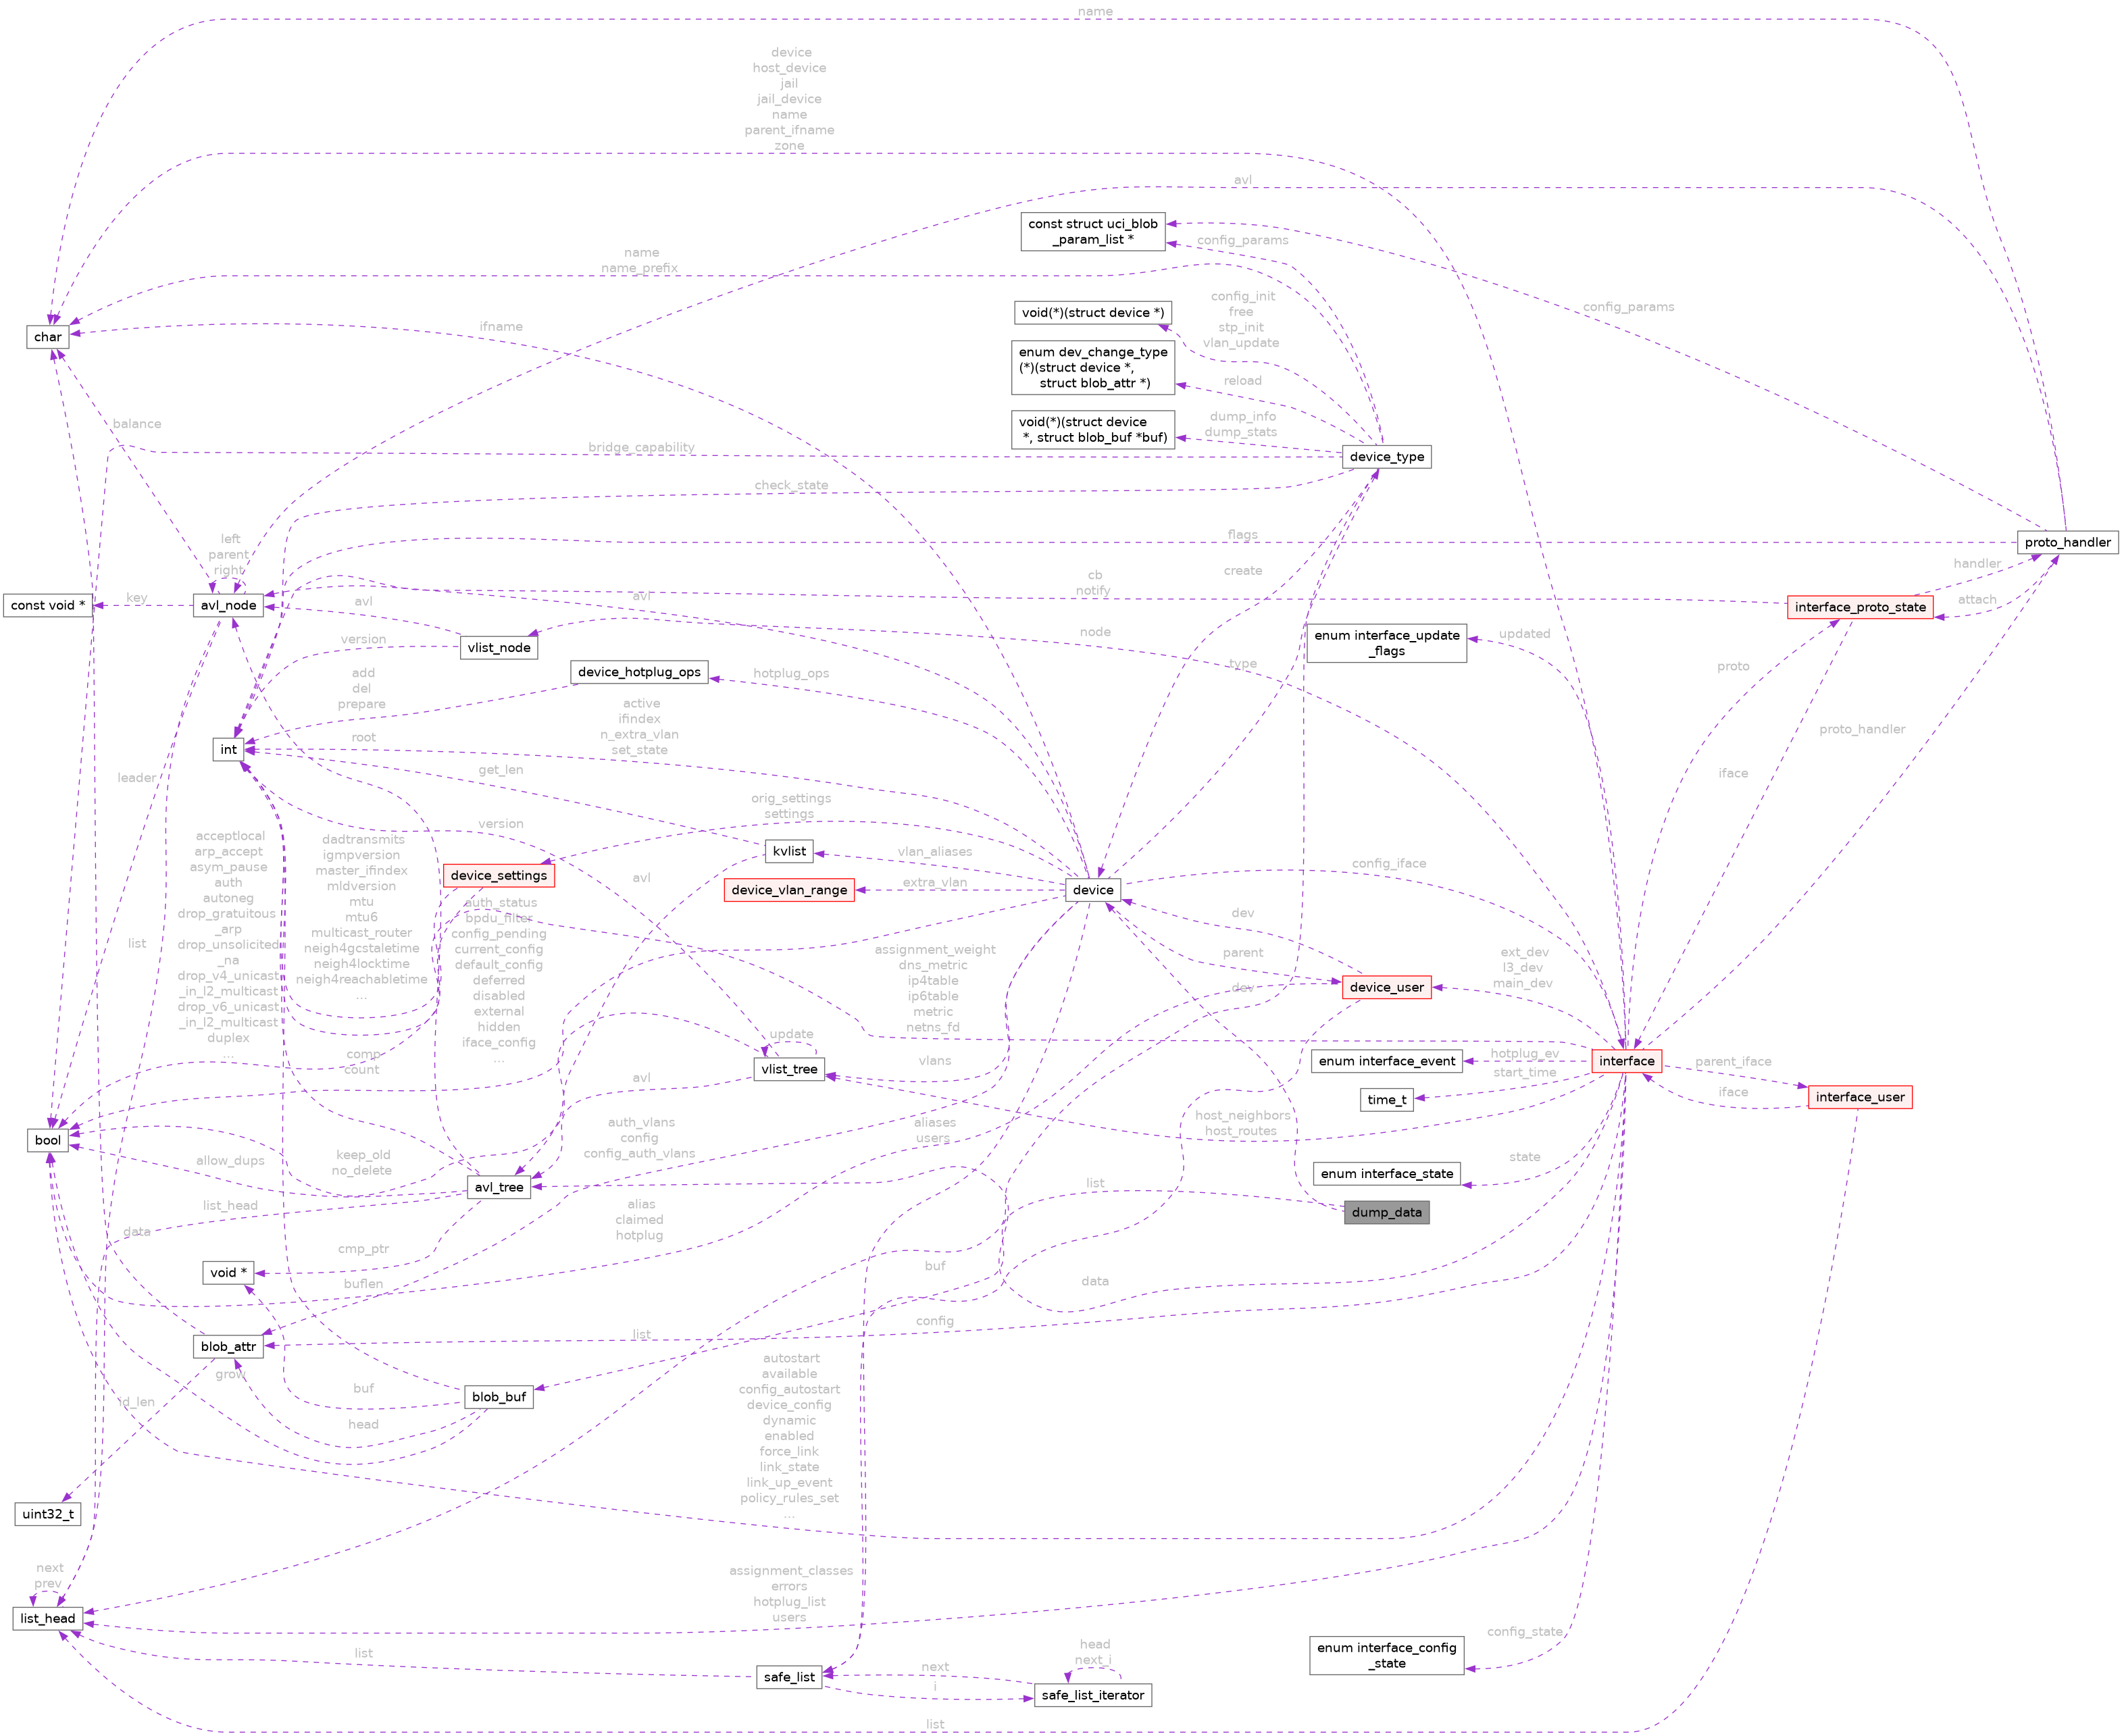 name
device
host_device
jail
jail_device
name
parent_ifname
zone
avl
const struct uci_blob
_param_list *
config_params
name
name_prefix
config_init
free
stp_init
vlan_update
void(*)(struct device *)
config_params
ifname
char
enum dev_change_type
(*)(struct device *,
struct blob_attr *)
reload
void(*)(struct device
*, struct blob_buf *buf)
dump_info
dump_stats
balance
bridge_capability
device_type
check_state
flags
proto_handler
left
parent
right
create
handler
cb
notify
const void *
key
avl_node
avl
avl
interface_proto_state
attach
version
vlist_node
node
enum interface_update
_flags
updated
add
del
prepare
device_hotplug_ops
hotplug_ops
type
proto
active
ifindex
n_extra_vlan
set_state
int
root
proto_handler
get_len
leader
iface
orig_settings
settings
version
acceptlocal
arp_accept
asym_pause
auth
autoneg
drop_gratuitous
_arp
drop_unsolicited
_na
drop_v4_unicast
_in_l2_multicast
drop_v6_unicast
_in_l2_multicast
duplex
...
dadtransmits
igmpversion
master_ifindex
mldversion
mtu
mtu6
multicast_router
neigh4gcstaletime
neigh4locktime
neigh4reachabletime
...
kvlist
vlan_aliases
config_iface
device_settings
avl
device_vlan_range
extra_vlan
device
auth_status
bpdu_filter
config_pending
current_config
default_config
deferred
disabled
external
hidden
iface_config
...
dev
list
assignment_weight
dns_metric
ip4table
ip6table
metric
netns_fd
parent
ext_dev
l3_dev
main_dev
device_user
dev
update
comp
count
vlist_tree
vlans
enum interface_event
hotplug_ev
interface
parent_iface
start_time
time_t
iface
interface_user
avl
host_neighbors
host_routes
auth_vlans
config
config_auth_vlans
aliases
users
bool
keep_old
no_delete
allow_dups
avl_tree
enum interface_state
state
list_head
alias
claimed
hotplug
list
dump_data
data
cmp_ptr
void *
buflen
buf
data
config
blob_attr
list
grow
buf
blob_buf
autostart
available
config_autostart
device_config
dynamic
enabled
force_link
link_state
link_up_event
policy_rules_set
...
id_len
head
uint32_t
next
prev
assignment_classes
errors
hotplug_list
users
list_head
config_state
enum interface_config
_state
list
safe_list
next
i
head
next_i
safe_list_iterator
list